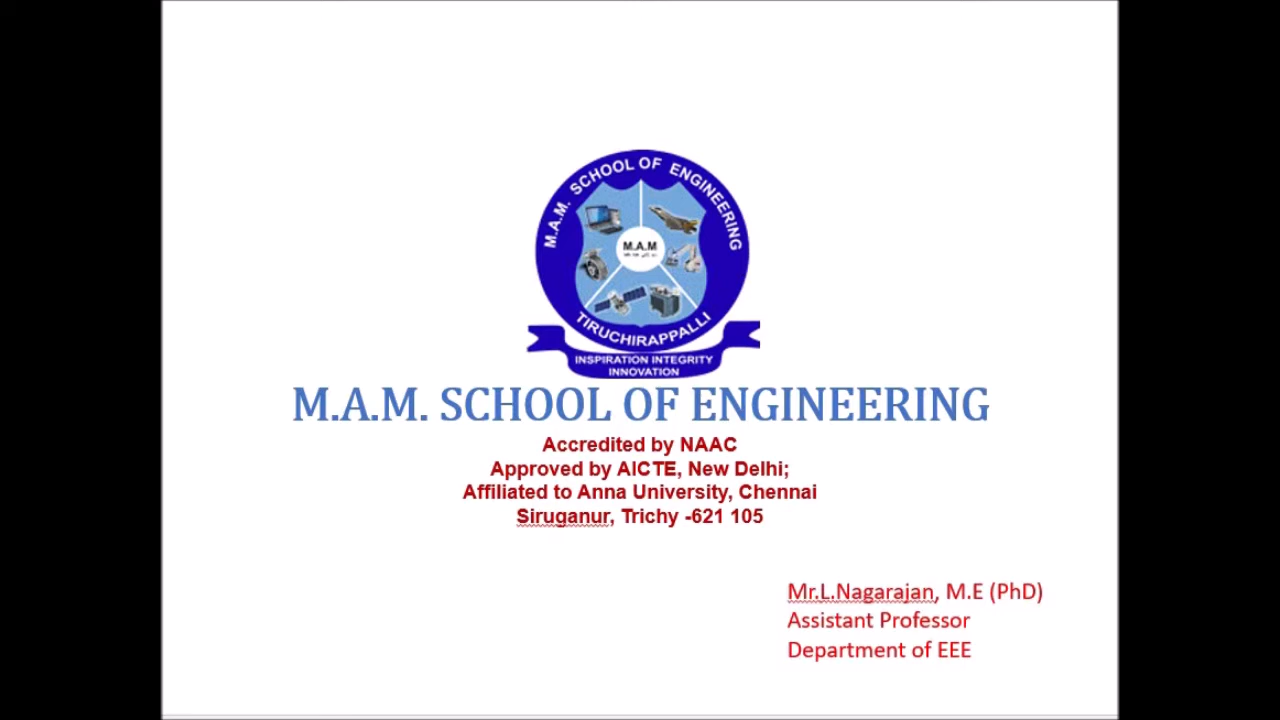 M.A.M. SCHOOL OF ENGINEERING
M.A.M
TIRUCHIRAPPALLI
INSPIRATION INTEGRITY
INNOVATION
M.A.M. SCHOOL OF ENGINEERING
Accredited by NAAC
Approved by AICTE, New Delhi;
Affiliated to Anna University, Chennai
Siruganur, Trichy -621 105
Mr.L.Nagarajan, M.E (PhD)
Assistant Professor
Department of EEE